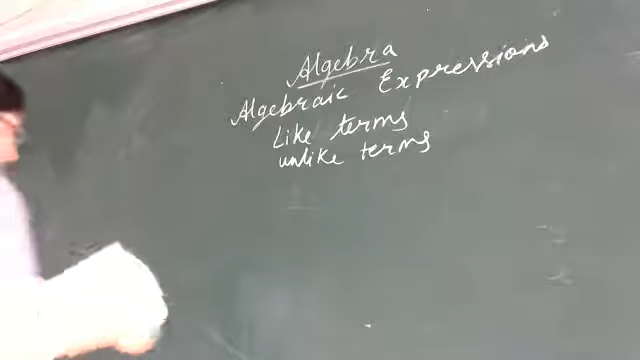 Algebra
Algebraic Expressions
Like terms
unlike terms